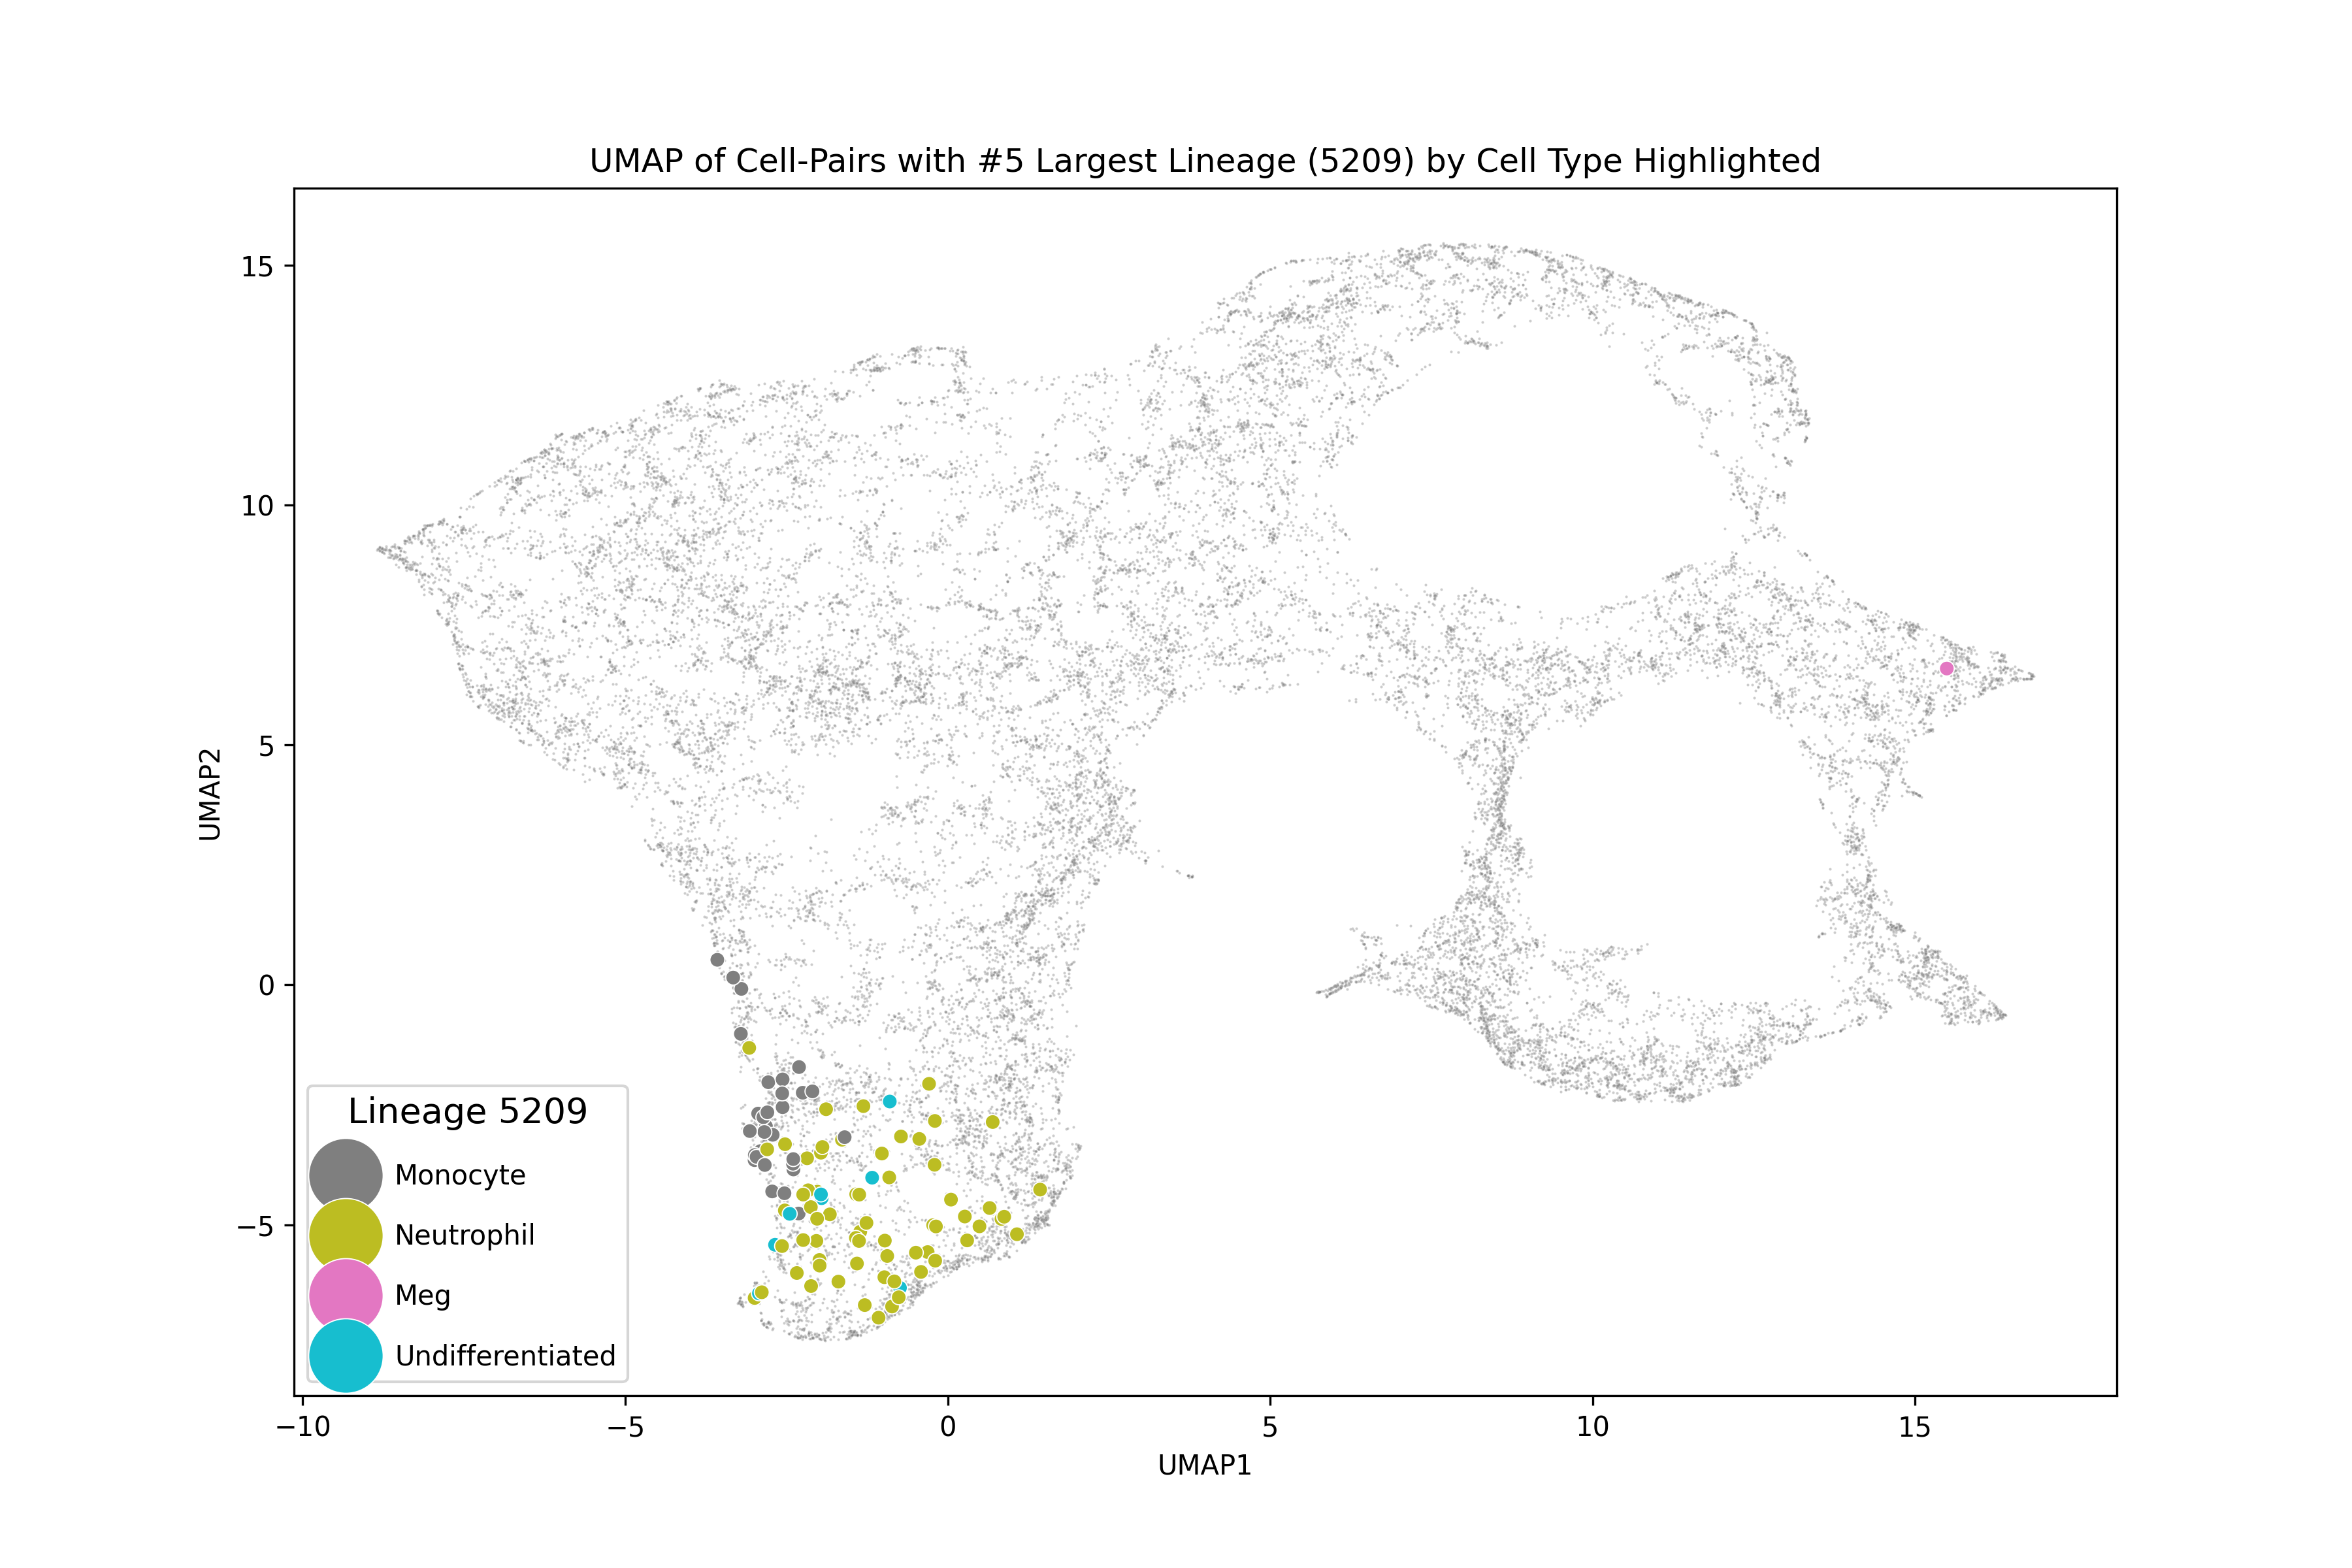 UMAP of Cell-Pairs with #5 Largest Lineage (5209) by Cell Type Highlighted
15
10
5
0
−5
UMAP2
Lineage 5209
Monocyte
Neutrophil
Meg
Undifferentiated
−10
−5
0
5
10
15
UMAP1